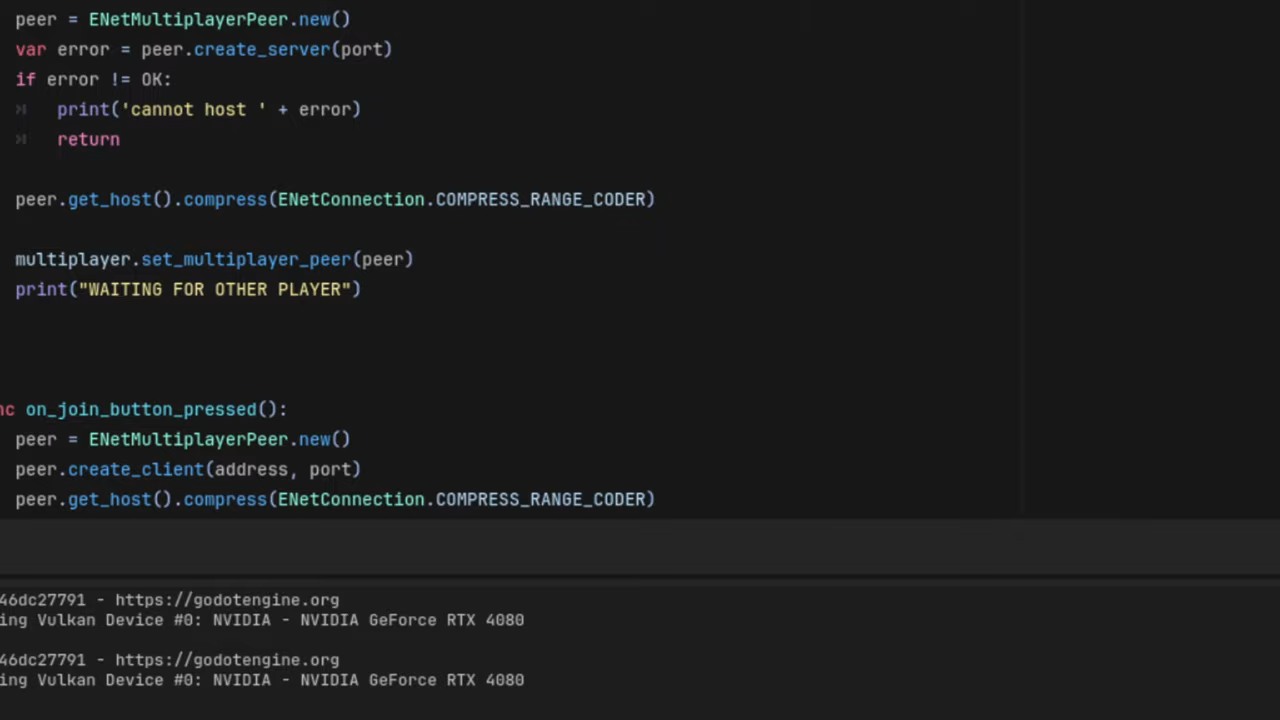 peer = ENetMultiplayerPeer.new()
var error = peer.create_server(port)
if error != OK:
print('cannot host ' + error)
return
peer.get_host().compress(ENetConnection.COMPRESS_RANGE_CODER)
multiplayer.set_multiplayer_peer(peer)
print("WAITING FOR OTHER PLAYER")
nc on_join_button_pressed():
peer = ENetMultiplayerPeer.new()
peer.create_client(address, port)
peer.get_host().compress(ENetConnection.COMPRESS_RANGE_CODER)
46dc27791 - https://godotengine.org
ing Vulkan Device #0: NVIDIA - NVIDIA GeForce RTX 4080
46dc27791 - https://godotengine.org
ing Vulkan Device #0: NVIDIA - NVIDIA GeForce RTX 4080